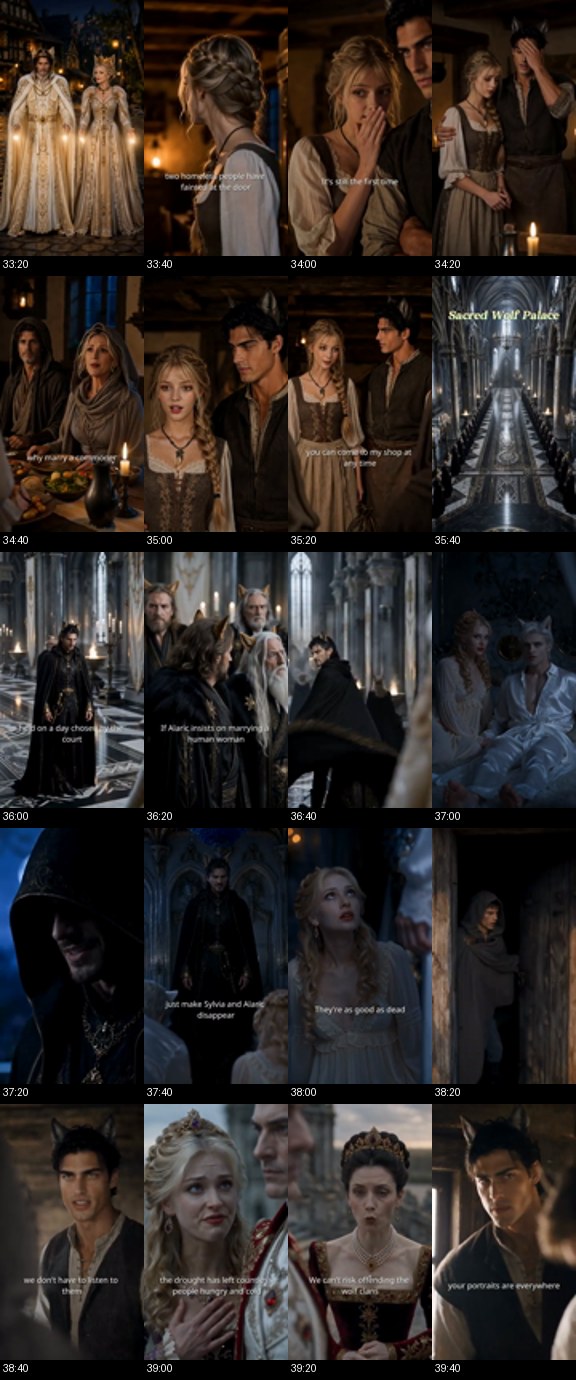 33:20
33:40
34:00
34:20
two homeless people have
fainted at the door
It's still the first time
34:40
35:00
35:20
35:40
why marry a commoner
you can come to my shop at
any time
Sacred Wolf Palace
36:00
36:20
36:40
37:00
held on a day chosen by the
court
If Alaric insists on marrying a
human woman
37:20
37:40
38:00
38:20
Just make Sylvia and Alaric
disappear
They're as good as dead
38:40
39:00
39:20
39:40
we don't have to listen to
them
the drought has left
people hungry and cold
We can't risk offending the
wolf clans
your portraits are everywhere